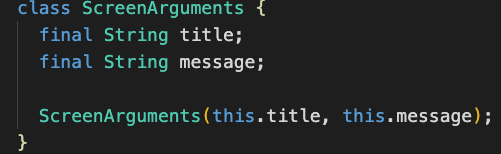 class ScreenArguments {
  final String title;
  final String message;

  ScreenArguments(this.title, this.message);
}